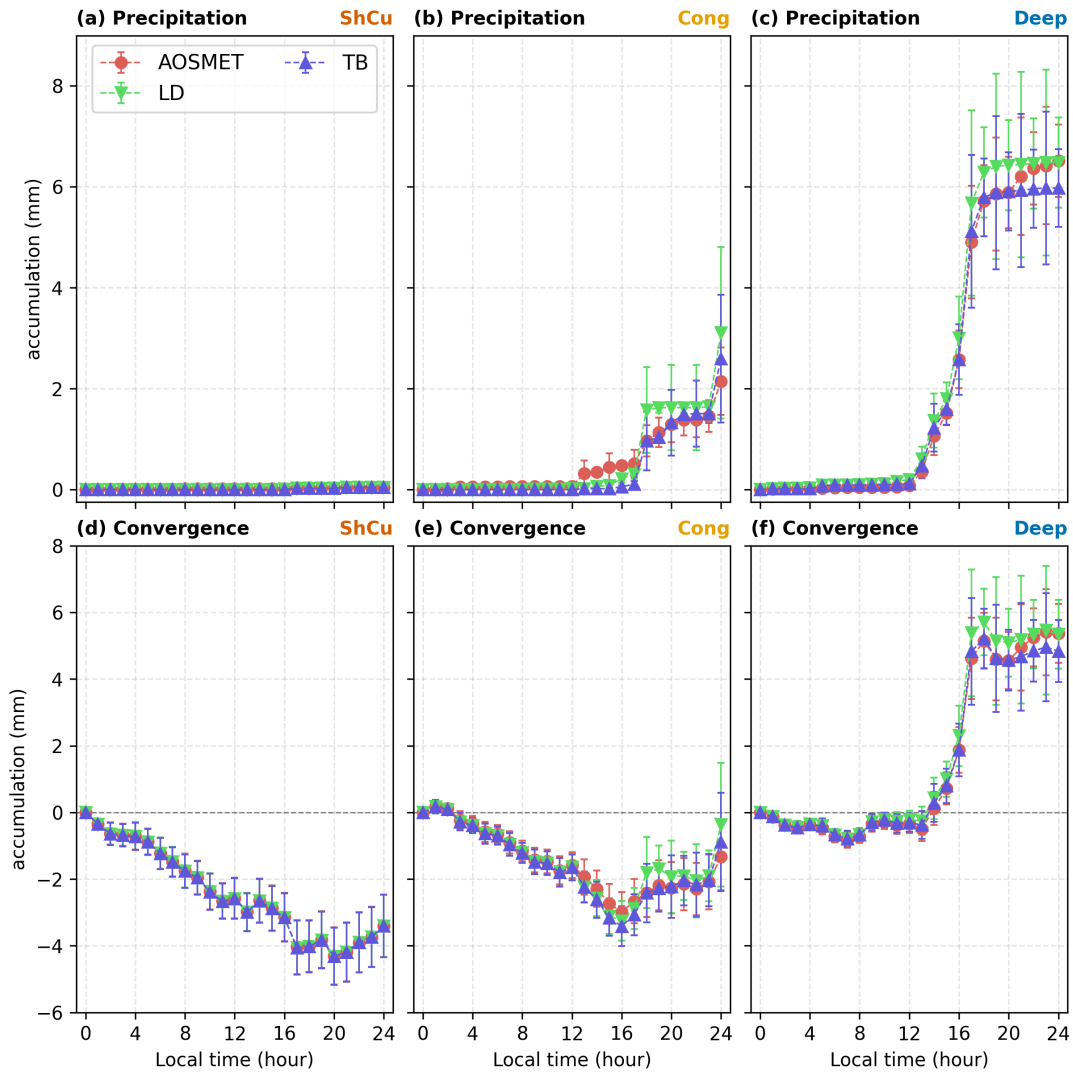 (a) Precipitation ShCu
(b) Precipitation Cong
(c) Precipitation Deep
AOSMET TB
LD
accumulation (mm)
8
6
4
2
0
(d) Convergence ShCu
(e) Convergence Cong
(f) Convergence Deep
accumulation (mm)
8
6
4
2
0
−2
−4
−6
0 4 8 12 16 20 24
0 4 8 12 16 20 24
0 4 8 12 16 20 24
Local time (hour)
Local time (hour)
Local time (hour)